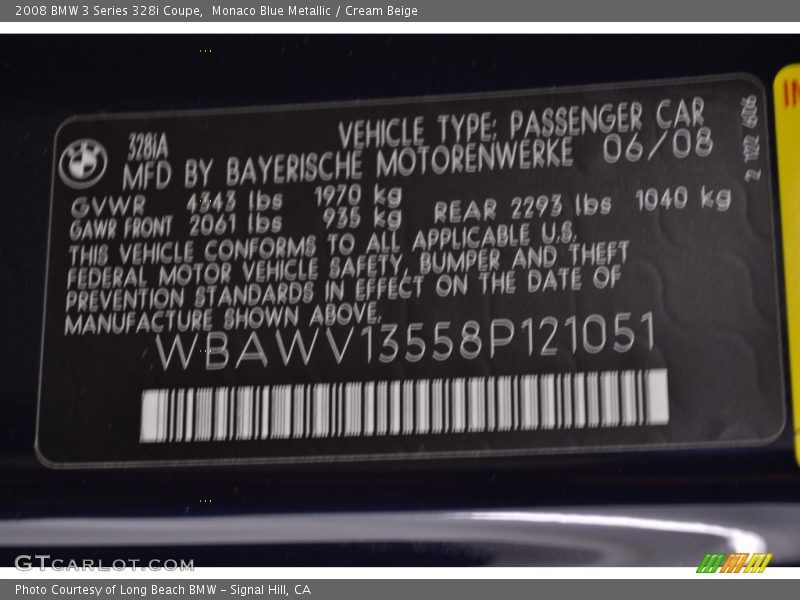 2008 BMW 3 Series 328i Coupe,  Monaco Blue Metallic / Cream Beige
328iA
VEHICLE TYPE: PASSENGER CAR
MFD BY BAYERISCHE MOTORENWERKE 06/08
GVWR 4343 lbs 1970 kg
GAWR FRONT 2061 lbs 935 kg REAR 2293 lbs 1040 kg
THIS VEHICLE CONFORMS TO ALL APPLICABLE U.S.
FEDERAL MOTOR VEHICLE SAFETY, BUMPER AND THEFT
PREVENTION STANDARDS IN EFFECT ON THE DATE OF
MANUFACTURE SHOWN ABOVE.
WBAWV13558P121051
GTCARLOT.COM
Photo Courtesy of Long Beach BMW – Signal Hill, CA